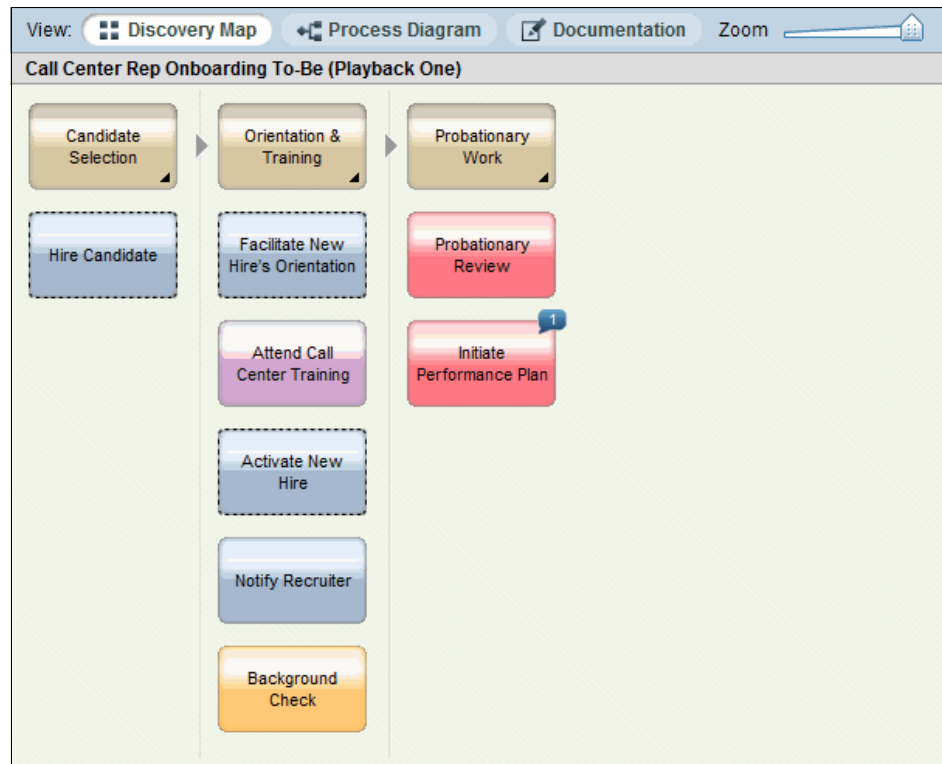 View: Discovery Map Process Diagram Documentation Zoom
Call Center Rep Onboarding To-Be (Playback One)
Candidate
Selection
Orientation &
Training
Probationary
Work
Hire Candidate
Facilitate New
Hire's Orientation
Probationary
Review
Attend Call
Center Training
1
Initiate
Performance Plan
Activate New
Hire
Notify Recruiter
Background
Check